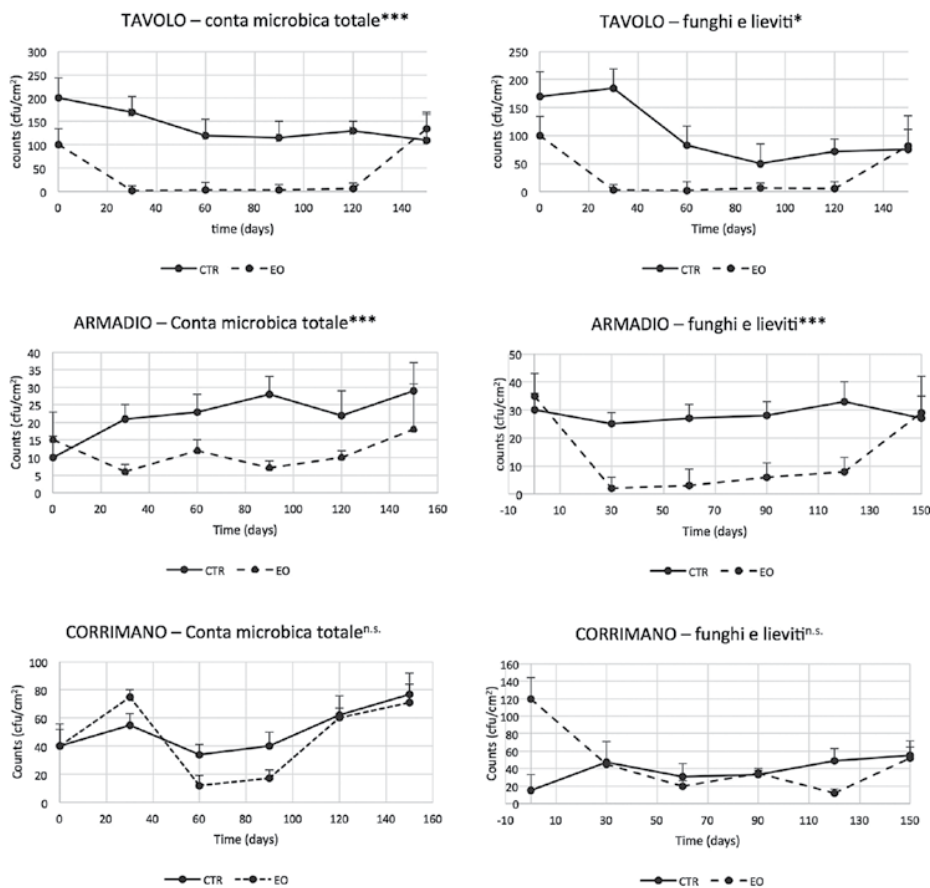 TAVOLO – conta microbica totale***
counts (cfu/cm²)
300
250
200
150
100
50
0
0 20 40 60 80 100 120 140
time (days)
CTR EO
TAVOLO – funghi e lieviti*
counts (cfu/cm²)
250
200
150
100
50
0
0 20 40 60 80 100 120 140
Time (days)
CTR EO
ARMADIO – Conta microbica totale***
Counts (cfu/cm²)
40
35
30
25
20
15
10
5
0
0 20 40 60 80 100 120 140 160
Time (days)
CTR EO
ARMADIO – funghi e lieviti***
Counts (cfu/cm²)
50
40
30
20
10
0
-10 10 30 50 70 90 110 130 150
Time (days)
CTR EO
CORRIMANO – Conta microbica totaleⁿ·ˢ·
Counts (cfu/cm²)
100
80
60
40
20
0
0 20 40 60 80 100 120 140 160
Time (days)
CTR EO
CORRIMANO – funghi e lievitiⁿ·ˢ·
Counts (cfu/cm²)
160
140
120
100
80
60
40
20
0
-10 10 30 50 70 90 110 130 150
Time (days)
CTR EO